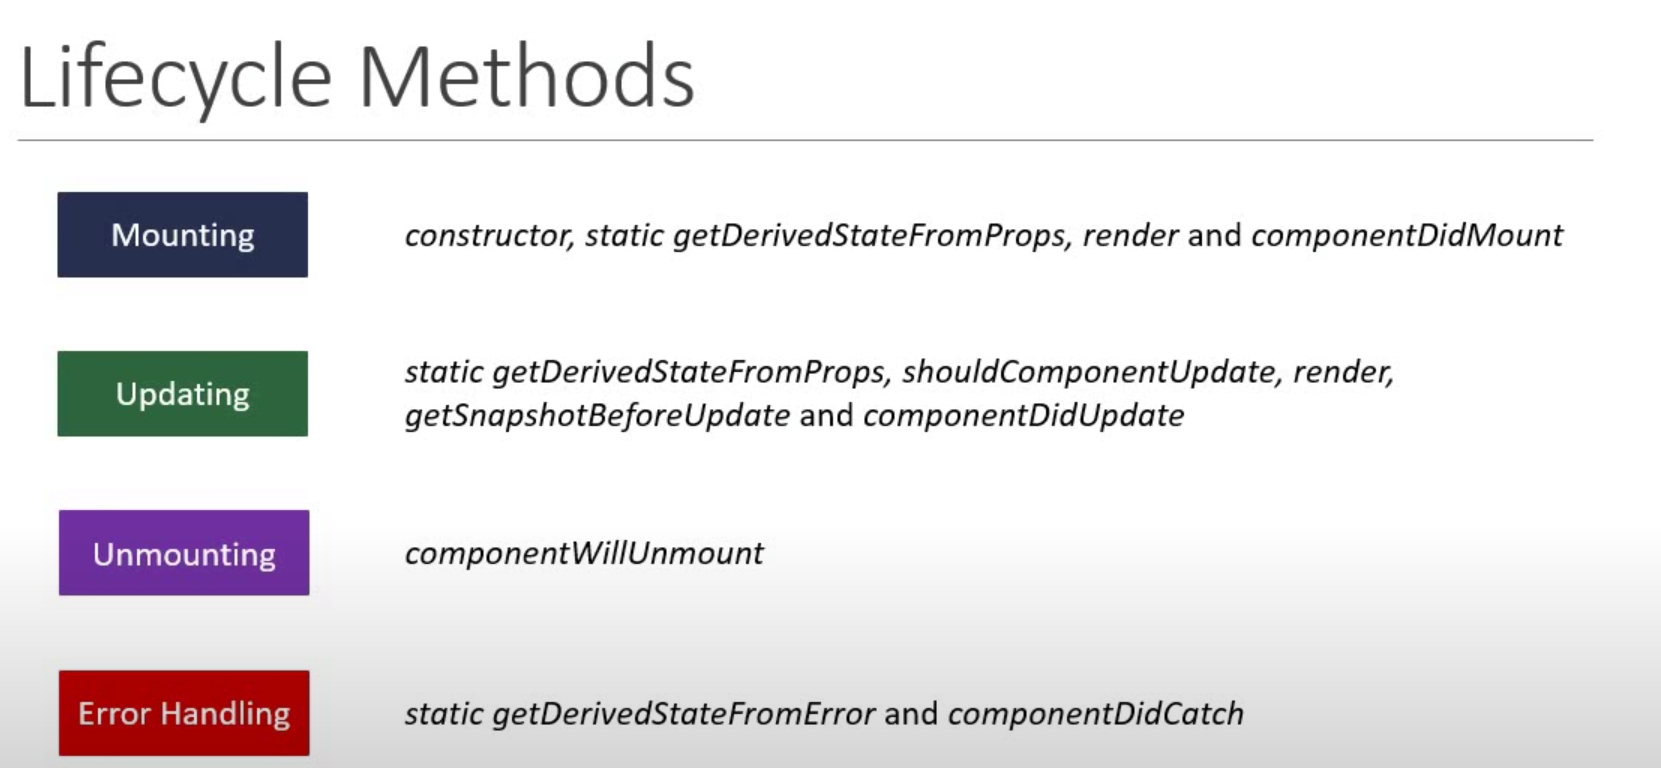 Lifecycle Methods
Mounting
constructor, static getDerivedStateFromProps, render and componentDidMount
Updating
static getDerivedStateFromProps, shouldComponentUpdate, render,
getSnapshotBeforeUpdate and componentDidUpdate
Unmounting
componentWillUnmount
Error Handling
static getDerivedStateFromError and componentDidCatch